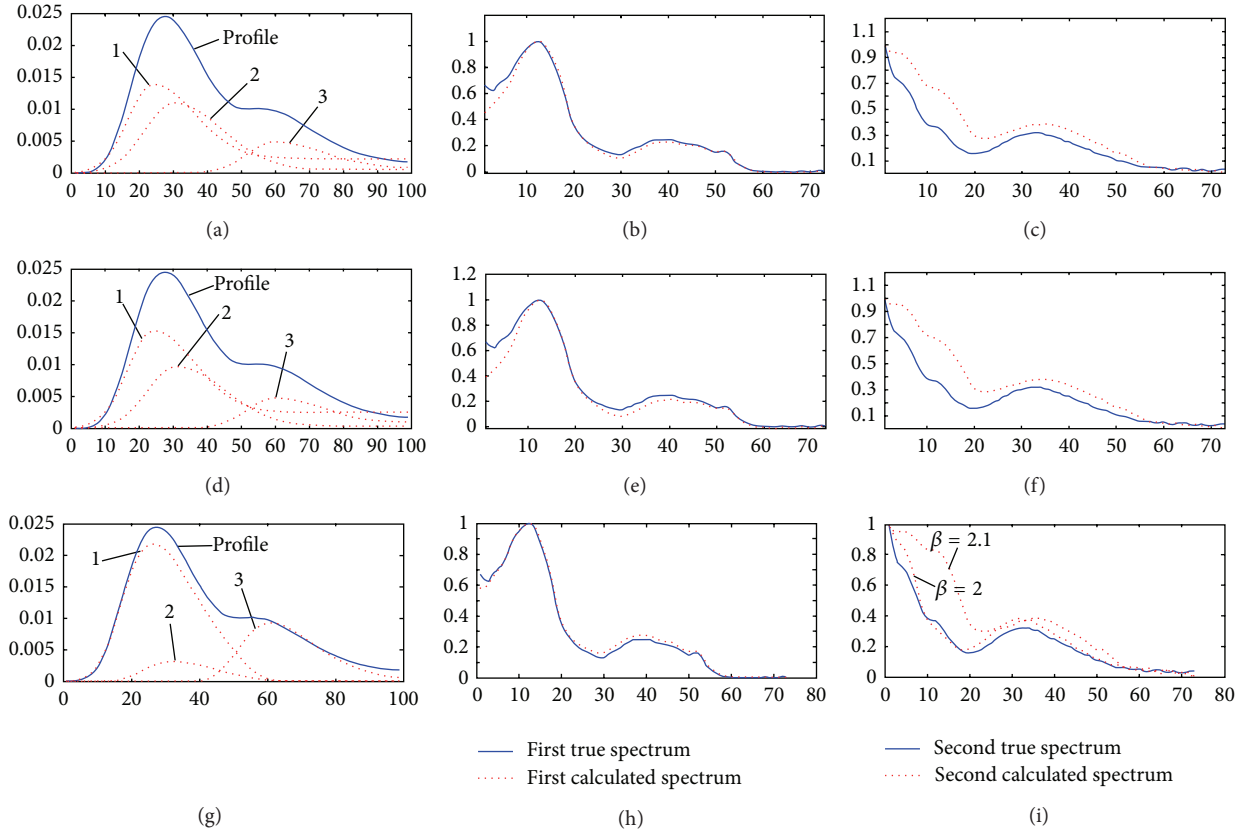 0.025
0.02
0.015
0.01
0.005
0
0 10 20 30 40 50 60 70 80 90 100
Profile
1
2
3
(a)
1
0.8
0.6
0.4
0.2
0
0 10 20 30 40 50 60 70
(b)
1.1
0.9
0.7
0.5
0.3
0.1
10 20 30 40 50 60 70
(c)
0.025
0.02
0.015
0.01
0.005
0
0 10 20 30 40 50 60 70 80 90 100
Profile
1
2
3
(d)
1.2
1
0.8
0.6
0.4
0.2
0
0 10 20 30 40 50 60 70
(e)
1.1
0.9
0.7
0.5
0.3
0.1
10 20 30 40 50 60 70
(f)
0.025
0.02
0.015
0.01
0.005
0
0 20 40 60 80 100
Profile
1
2
3
(g)
1
0.8
0.6
0.4
0.2
0
0 10 20 30 40 50 60 70 80
First true spectrum
First calculated spectrum
(h)
1
0.8
0.6
0.4
0.2
0
0 10 20 30 40 50 60 70 80
β = 2.1
β = 2
Second true spectrum
Second calculated spectrum
(i)